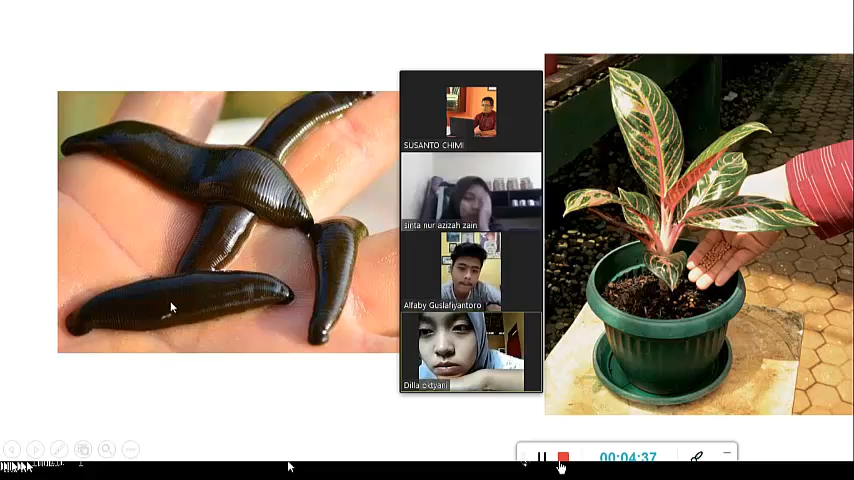 SUSANTO CHIMI
sinta nur azizah zain
Alfaby Guslafiyantoro
Dilla oktyani
00:04:37